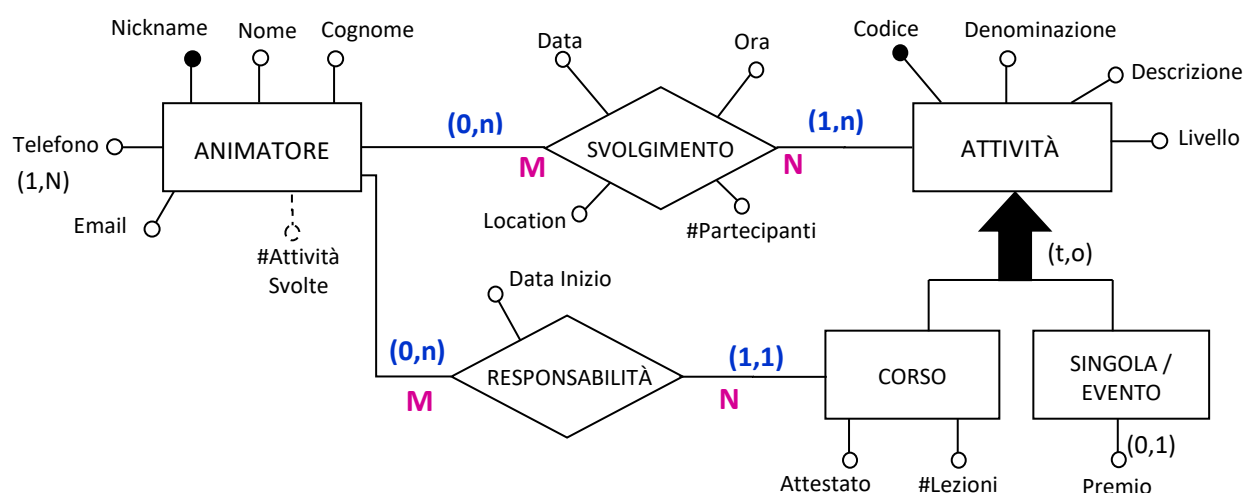 Nickname
Nome
Cognome
Data
Ora
Codice
Denominazione
Descrizione
Telefono
(1,N)
ANIMATORE
(0,n)
M
SVOLGIMENTO
(1,n)
N
ATTIVITÀ
Livello
Email
#Attività
Svolte
Location
#Partecipanti
(t,o)
Data Inizio
(0,n)
M
RESPONSABILITÀ
(1,1)
N
CORSO
SINGOLA /
EVENTO
(0,1)
Attestato
#Lezioni
Premio